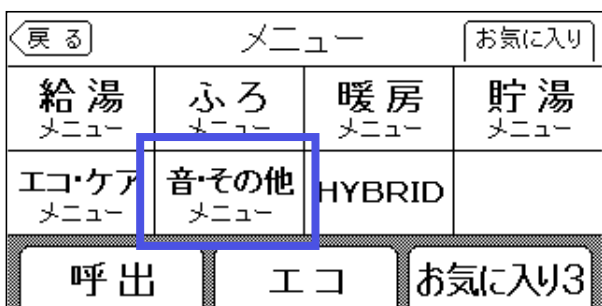 戻る メニュー お気に入り
給湯 ふろ 暖房 貯湯
メニュー メニュー メニュー メニュー
エコ・ケア 音・その他 HYBRID
メニュー メニュー
呼出 エコ お気に入り3